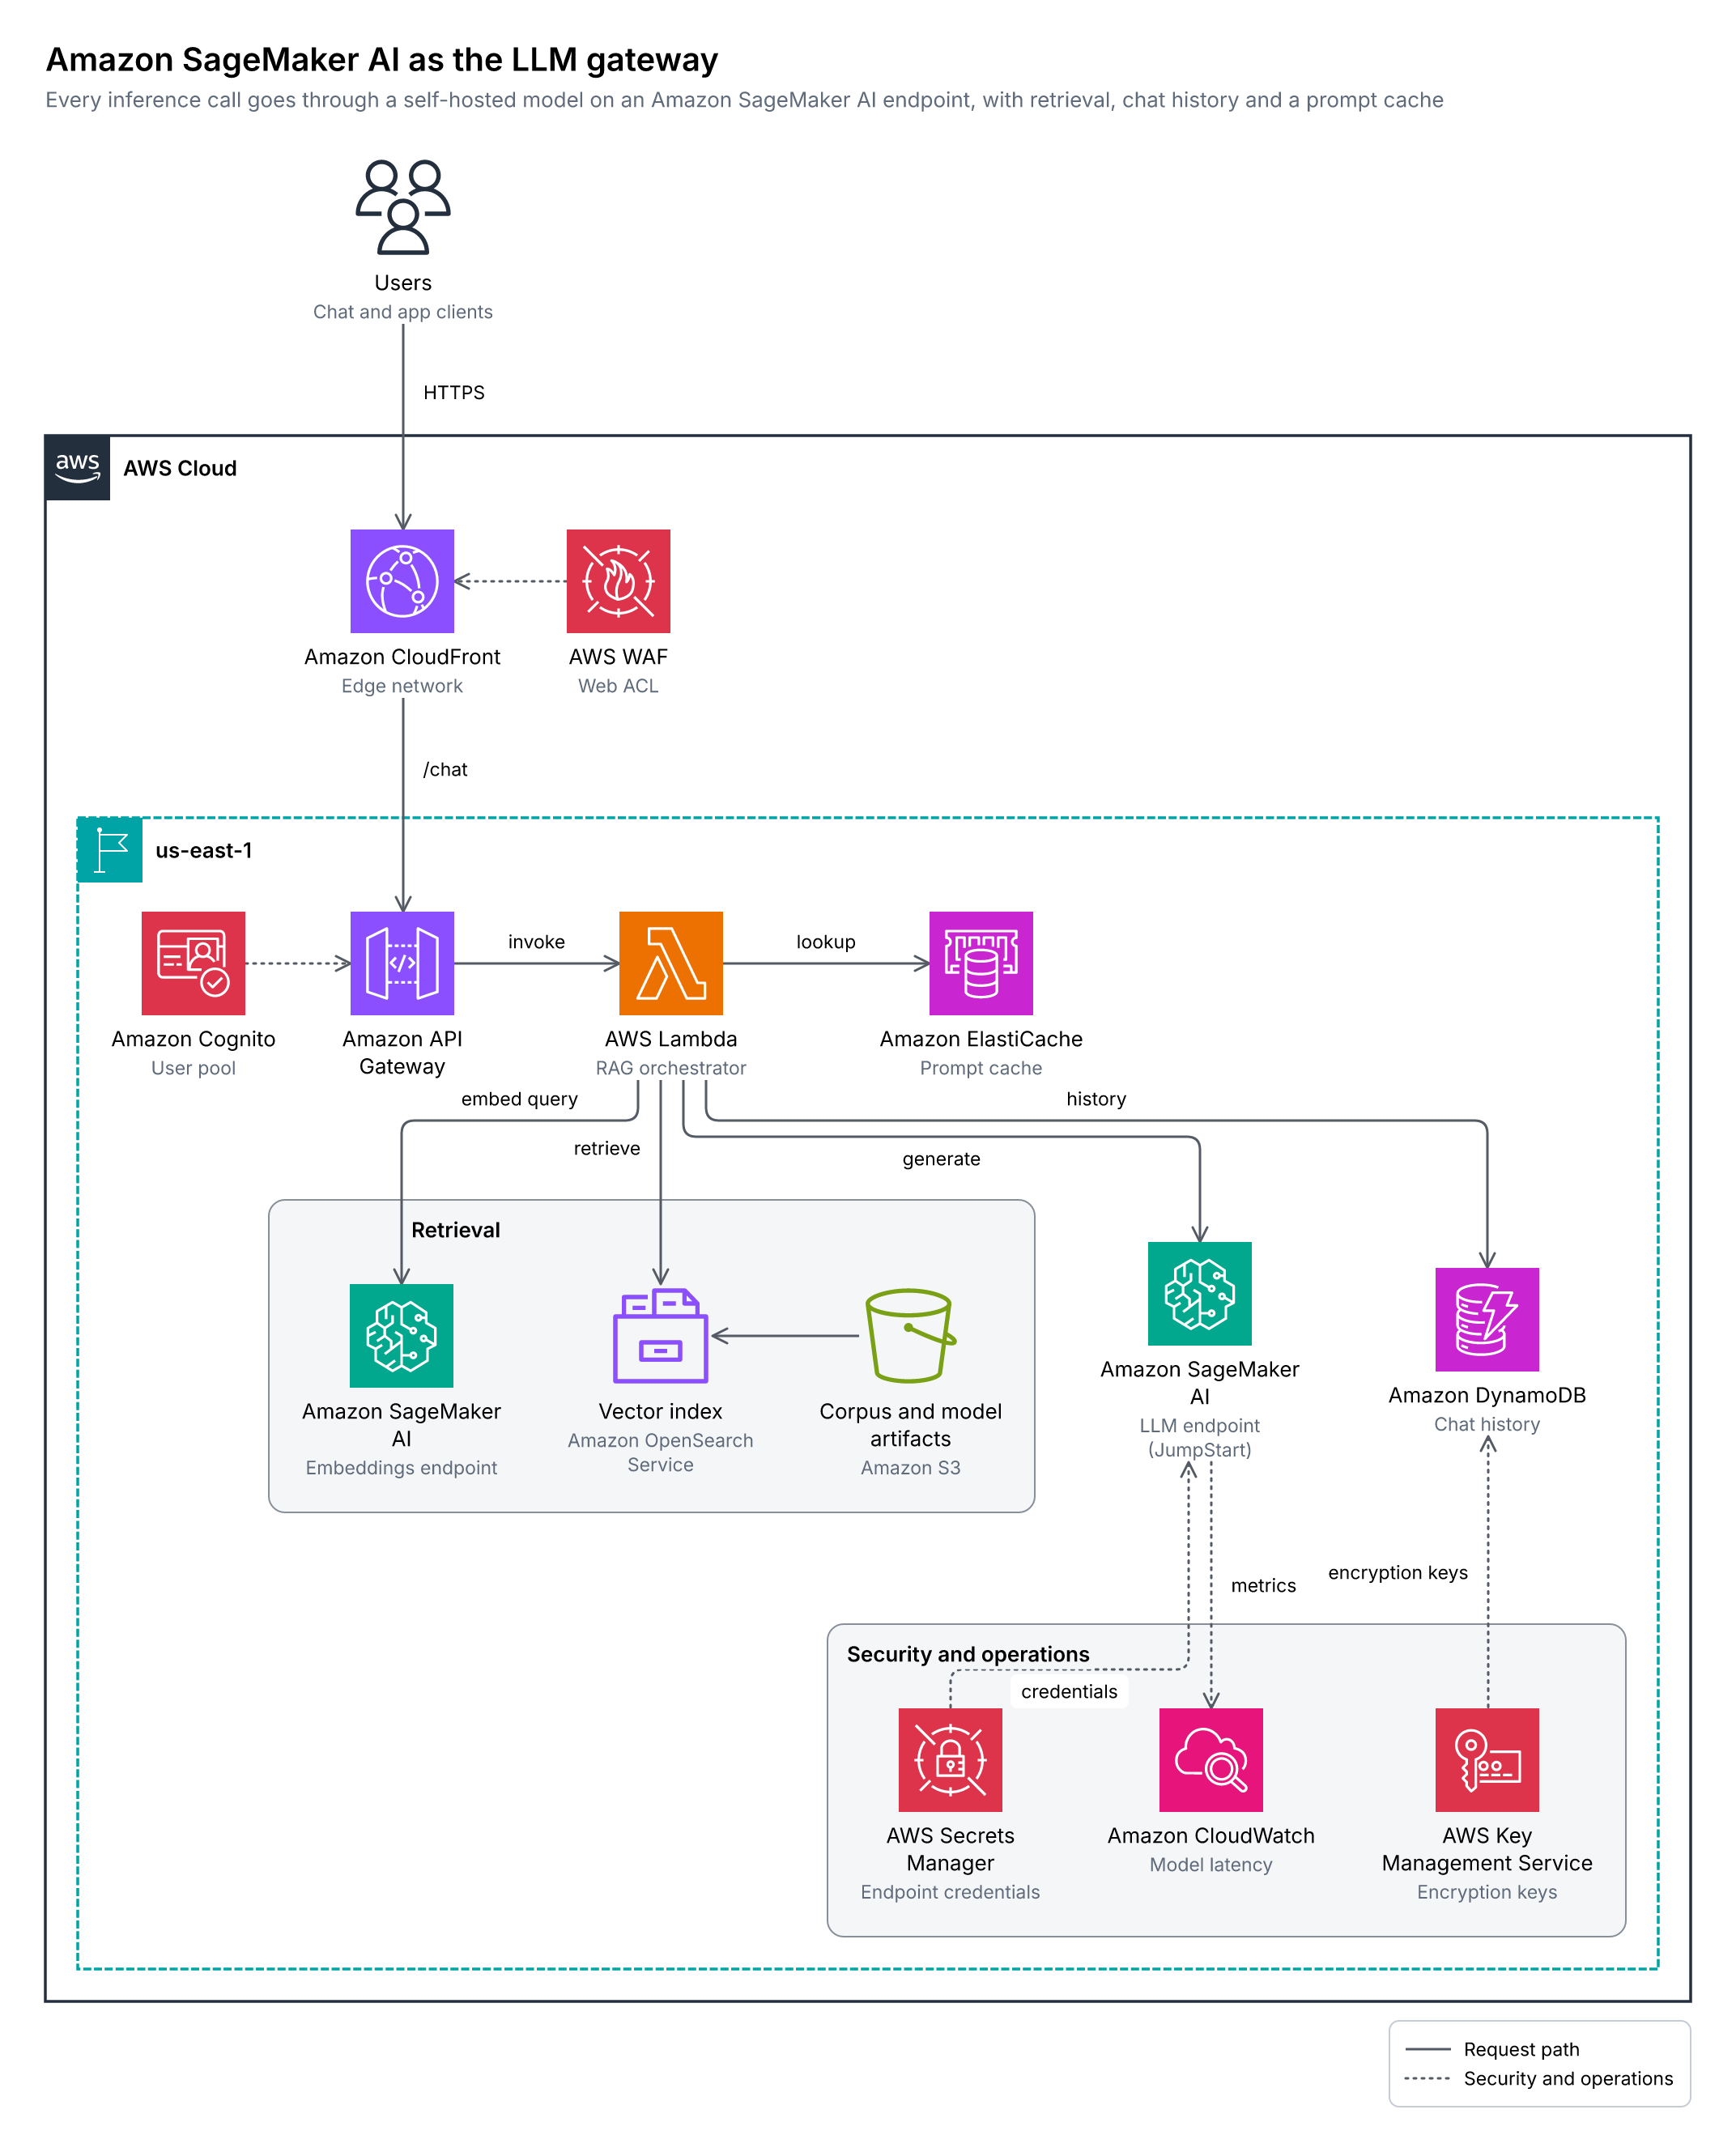 Amazon SageMaker AI as the LLM gateway
Every inference call goes through a self-hosted model on an Amazon SageMaker AI endpoint, with retrieval, chat history and a prompt cache
Users
Chat and app clients
HTTPS
aws
AWS Cloud
Amazon CloudFront
Edge network
AWS WAF
Web ACL
/chat
us-east-1
invoke
lookup
Amazon Cognito
User pool
Amazon API
Gateway
AWS Lambda
RAG orchestrator
Amazon ElastiCache
Prompt cache
embed query
history
retrieve
generate
Retrieval
Amazon SageMaker
AI
Embeddings endpoint
Vector index
Amazon OpenSearch
Service
Corpus and model
artifacts
Amazon S3
Amazon SageMaker
AI
LLM endpoint
(JumpStart)
Amazon DynamoDB
Chat history
metrics
encryption keys
Security and operations
credentials
AWS Secrets
Manager
Endpoint credentials
Amazon CloudWatch
Model latency
AWS Key
Management Service
Encryption keys
Request path
Security and operations